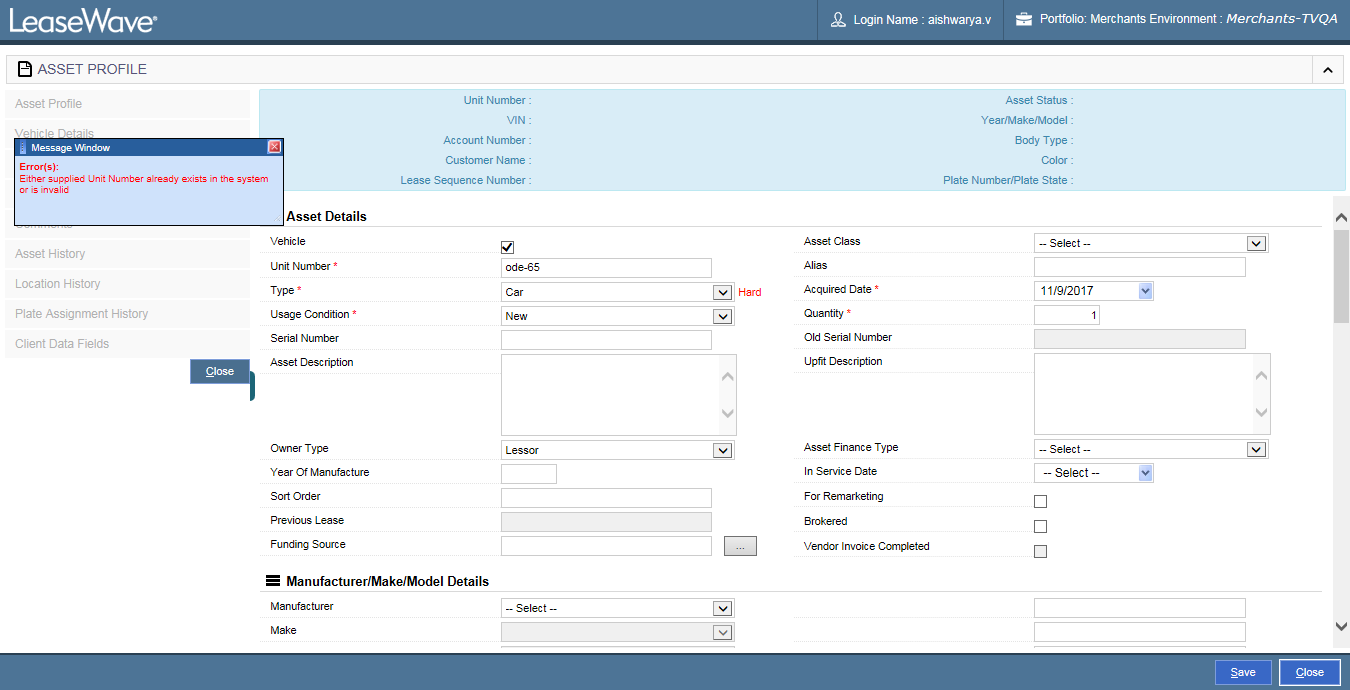 LeaseWave®
Login Name : aishwarya.v
Portfolio: Merchants Environment : Merchants-TVQA
ASSET PROFILE
Asset Profile
Vehicle Details
Message Window
Error(s):
Either supplied Unit Number already exists in the system
or is invalid
Comments
Asset History
Location History
Plate Assignment History
Client Data Fields
Close
Unit Number :
Asset Status :
VIN :
Year/Make/Model :
Account Number :
Body Type :
Customer Name :
Color :
Lease Sequence Number :
Plate Number/Plate State :
Asset Details
Vehicle
Asset Class -- Select --
Unit Number * ode-65
Alias
Type * Car Hard
Acquired Date * 11/9/2017
Usage Condition * New
Quantity * 1
Serial Number
Old Serial Number
Asset Description
Upfit Description
Owner Type Lessor
Asset Finance Type -- Select --
Year Of Manufacture
In Service Date -- Select --
Sort Order
For Remarketing
Previous Lease
Brokered
Funding Source ...
Vendor Invoice Completed
Manufacturer/Make/Model Details
Manufacturer -- Select --
Make
Save
Close